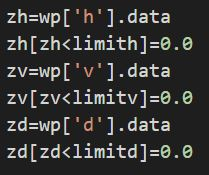 zh=wp['h'].data
zh[zh<limith]=0.0
zv=wp['v'].data
zv[zv<limitv]=0.0
zd=wp['d'].data
zd[zd<limitd]=0.0